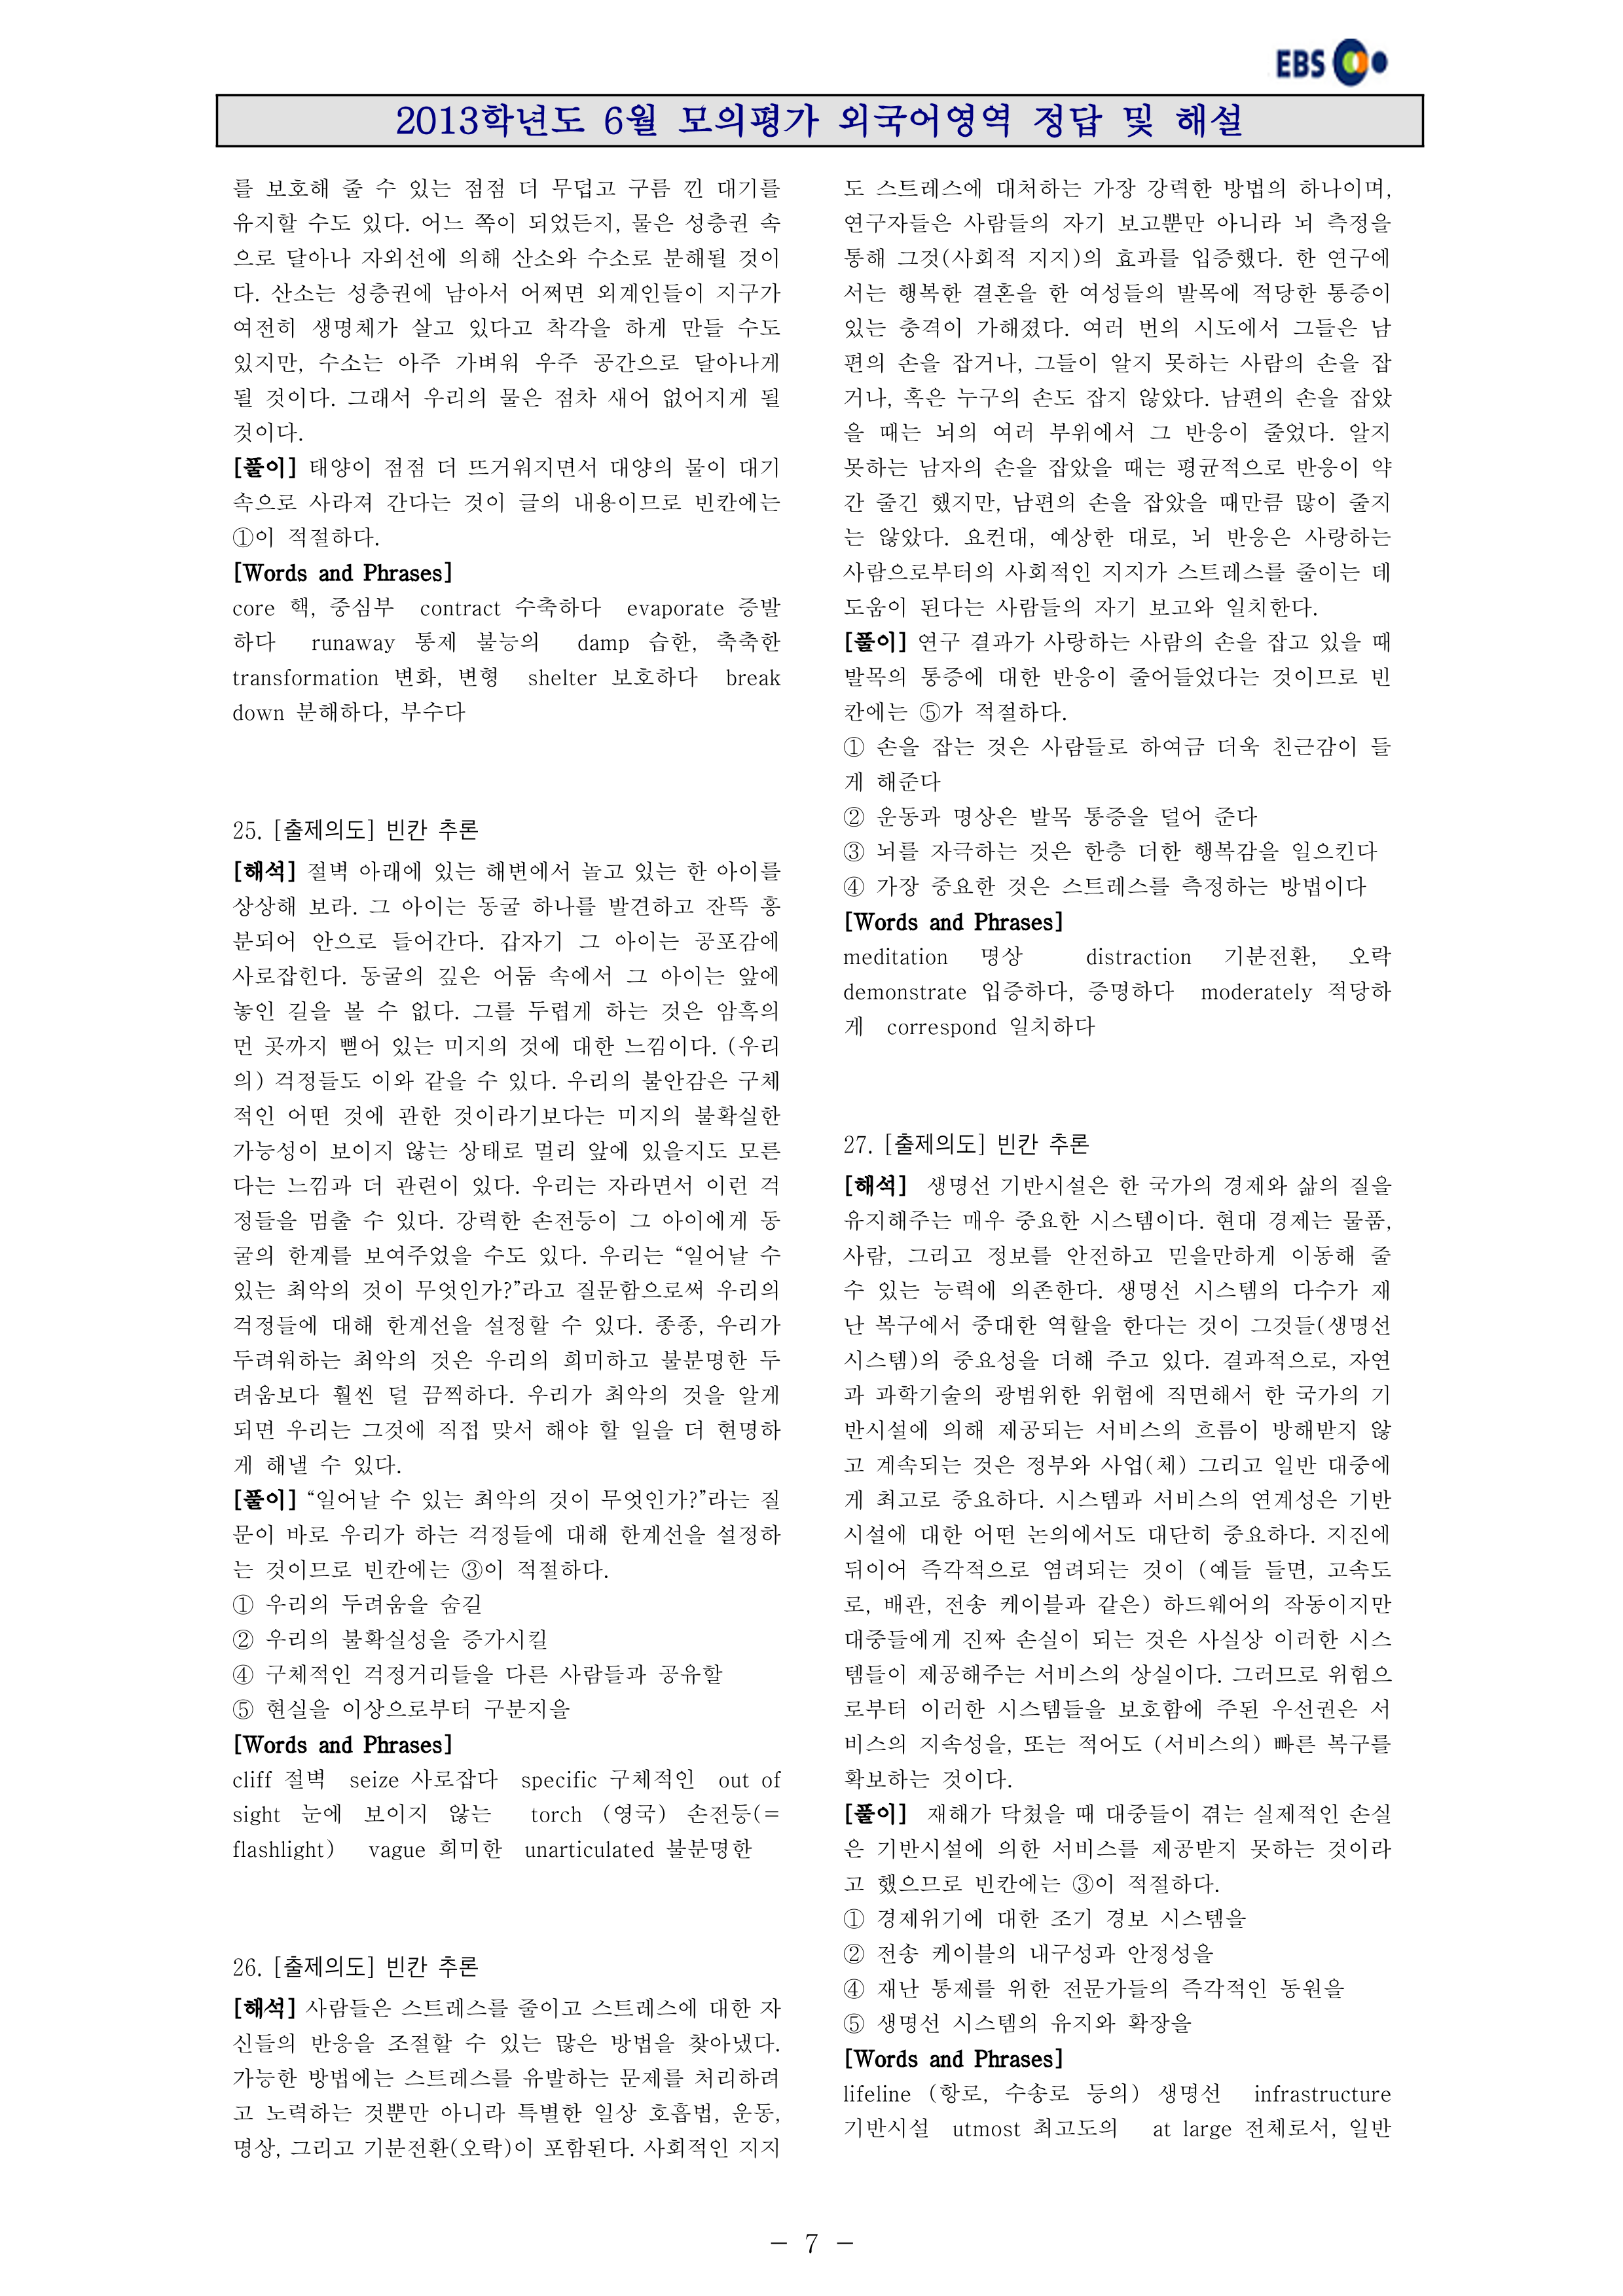 EBS
2013학년도 6월 모의평가 외국어영역 정답 및 해설
를 보호해 줄 수 있는 점점 더 무덥고 구름 낀 대기를
유지할 수도 있다. 어느 쪽이 되었든지, 물은 성층권 속
으로 달아나 자외선에 의해 산소와 수소로 분해될 것이
다. 산소는 성층권에 남아서 어쩌면 외계인들이 지구가
여전히 생명체가 살고 있다고 착각을 하게 만들 수도
있지만, 수소는 아주 가벼워 우주 공간으로 달아나게
될 것이다. 그래서 우리의 물은 점차 새어 없어지게 될
것이다.
[풀이] 태양이 점점 더 뜨거워지면서 대양의 물이 대기
속으로 사라져 간다는 것이 글의 내용이므로 빈칸에는
①이 적절하다.
[Words and Phrases]
core 핵, 중심부 contract 수축하다 evaporate 증발
하다 runaway 통제 불능의 damp 습한, 축축한
transformation 변화, 변형 shelter 보호하다 break
down 분해하다, 부수다
25. [출제의도] 빈칸 추론
[해석] 절벽 아래에 있는 해변에서 놀고 있는 한 아이를
상상해 보라. 그 아이는 동굴 하나를 발견하고 잔뜩 흥
분되어 안으로 들어간다. 갑자기 그 아이는 공포감에
사로잡힌다. 동굴의 깊은 어둠 속에서 그 아이는 앞에
놓인 길을 볼 수 없다. 그를 두렵게 하는 것은 암흑의
먼 곳까지 뻗어 있는 미지의 것에 대한 느낌이다. (우리
의) 걱정들도 이와 같을 수 있다. 우리의 불안감은 구체
적인 어떤 것에 관한 것이라기보다는 미지의 불확실한
가능성이 보이지 않는 상태로 멀리 앞에 있을지도 모른
다는 느낌과 더 관련이 있다. 우리는 자라면서 이런 걱
정들을 멈출 수 있다. 강력한 손전등이 그 아이에게 동
굴의 한계를 보여주었을 수도 있다. 우리는 “일어날 수
있는 최악의 것이 무엇인가?”라고 질문함으로써 우리의
걱정들에 대해 한계선을 설정할 수 있다. 종종, 우리가
두려워하는 최악의 것은 우리의 희미하고 불분명한 두
려움보다 훨씬 덜 끔찍하다. 우리가 최악의 것을 알게
되면 우리는 그것에 직접 맞서 해야 할 일을 더 현명하
게 해낼 수 있다.
[풀이] “일어날 수 있는 최악의 것이 무엇인가?”라는 질
문이 바로 우리가 하는 걱정들에 대해 한계선을 설정하
는 것이므로 빈칸에는 ③이 적절하다.
① 우리의 두려움을 숨길
② 우리의 불확실성을 증가시킬
④ 구체적인 걱정거리들을 다른 사람들과 공유할
⑤ 현실을 이상으로부터 구분지을
[Words and Phrases]
cliff 절벽 seize 사로잡다 specific 구체적인 out of
sight 눈에 보이지 않는 torch (영국) 손전등(=
flashlight) vague 희미한 unarticulated 불분명한
26. [출제의도] 빈칸 추론
[해석] 사람들은 스트레스를 줄이고 스트레스에 대한 자
신들의 반응을 조절할 수 있는 많은 방법을 찾아냈다.
가능한 방법에는 스트레스를 유발하는 문제를 처리하려
고 노력하는 것뿐만 아니라 특별한 일상 호흡법, 운동,
명상, 그리고 기분전환(오락)이 포함된다. 사회적인 지지
도 스트레스에 대처하는 가장 강력한 방법의 하나이며,
연구자들은 사람들의 자기 보고뿐만 아니라 뇌 측정을
통해 그것(사회적 지지)의 효과를 입증했다. 한 연구에
서는 행복한 결혼을 한 여성들의 발목에 적당한 통증이
있는 충격이 가해졌다. 여러 번의 시도에서 그들은 남
편의 손을 잡거나, 그들이 알지 못하는 사람의 손을 잡
거나, 혹은 누구의 손도 잡지 않았다. 남편의 손을 잡았
을 때는 뇌의 여러 부위에서 그 반응이 줄었다. 알지
못하는 남자의 손을 잡았을 때는 평균적으로 반응이 약
간 줄긴 했지만, 남편의 손을 잡았을 때만큼 많이 줄지
는 않았다. 요컨대, 예상한 대로, 뇌 반응은 사랑하는
사람으로부터의 사회적인 지지가 스트레스를 줄이는 데
도움이 된다는 사람들의 자기 보고와 일치한다.
[풀이] 연구 결과가 사랑하는 사람의 손을 잡고 있을 때
발목의 통증에 대한 반응이 줄어들었다는 것이므로 빈
칸에는 ⑤가 적절하다.
① 손을 잡는 것은 사람들로 하여금 더욱 친근감이 들
게 해준다
② 운동과 명상은 발목 통증을 덜어 준다
③ 뇌를 자극하는 것은 한층 더한 행복감을 일으킨다
④ 가장 중요한 것은 스트레스를 측정하는 방법이다
[Words and Phrases]
meditation 명상 distraction 기분전환, 오락
demonstrate 입증하다, 증명하다 moderately 적당하
게 correspond 일치하다
27. [출제의도] 빈칸 추론
[해석] 생명선 기반시설은 한 국가의 경제와 삶의 질을
유지해주는 매우 중요한 시스템이다. 현대 경제는 물품,
사람, 그리고 정보를 안전하고 믿을만하게 이동해 줄
수 있는 능력에 의존한다. 생명선 시스템의 다수가 재
난 복구에서 중대한 역할을 한다는 것이 그것들(생명선
시스템)의 중요성을 더해 주고 있다. 결과적으로, 자연
과 과학기술의 광범위한 위험에 직면해서 한 국가의 기
반시설에 의해 제공되는 서비스의 흐름이 방해받지 않
고 계속되는 것은 정부와 사업(체) 그리고 일반 대중에
게 최고로 중요하다. 시스템과 서비스의 연계성은 기반
시설에 대한 어떤 논의에서도 대단히 중요하다. 지진에
뒤이어 즉각적으로 염려되는 것이 (예들 들면, 고속도
로, 배관, 전송 케이블과 같은) 하드웨어의 작동이지만
대중들에게 진짜 손실이 되는 것은 사실상 이러한 시스
템들이 제공해주는 서비스의 상실이다. 그러므로 위험으
로부터 이러한 시스템들을 보호함에 주된 우선권은 서
비스의 지속성을, 또는 적어도 (서비스의) 빠른 복구를
확보하는 것이다.
[풀이] 재해가 닥쳤을 때 대중들이 겪는 실제적인 손실
은 기반시설에 의한 서비스를 제공받지 못하는 것이라
고 했으므로 빈칸에는 ③이 적절하다.
① 경제위기에 대한 조기 경보 시스템을
② 전송 케이블의 내구성과 안정성을
④ 재난 통제를 위한 전문가들의 즉각적인 동원을
⑤ 생명선 시스템의 유지와 확장을
[Words and Phrases]
lifeline (항로, 수송로 등의) 생명선 infrastructure
기반시설 utmost 최고도의 at large 전체로서, 일반
- 7 -